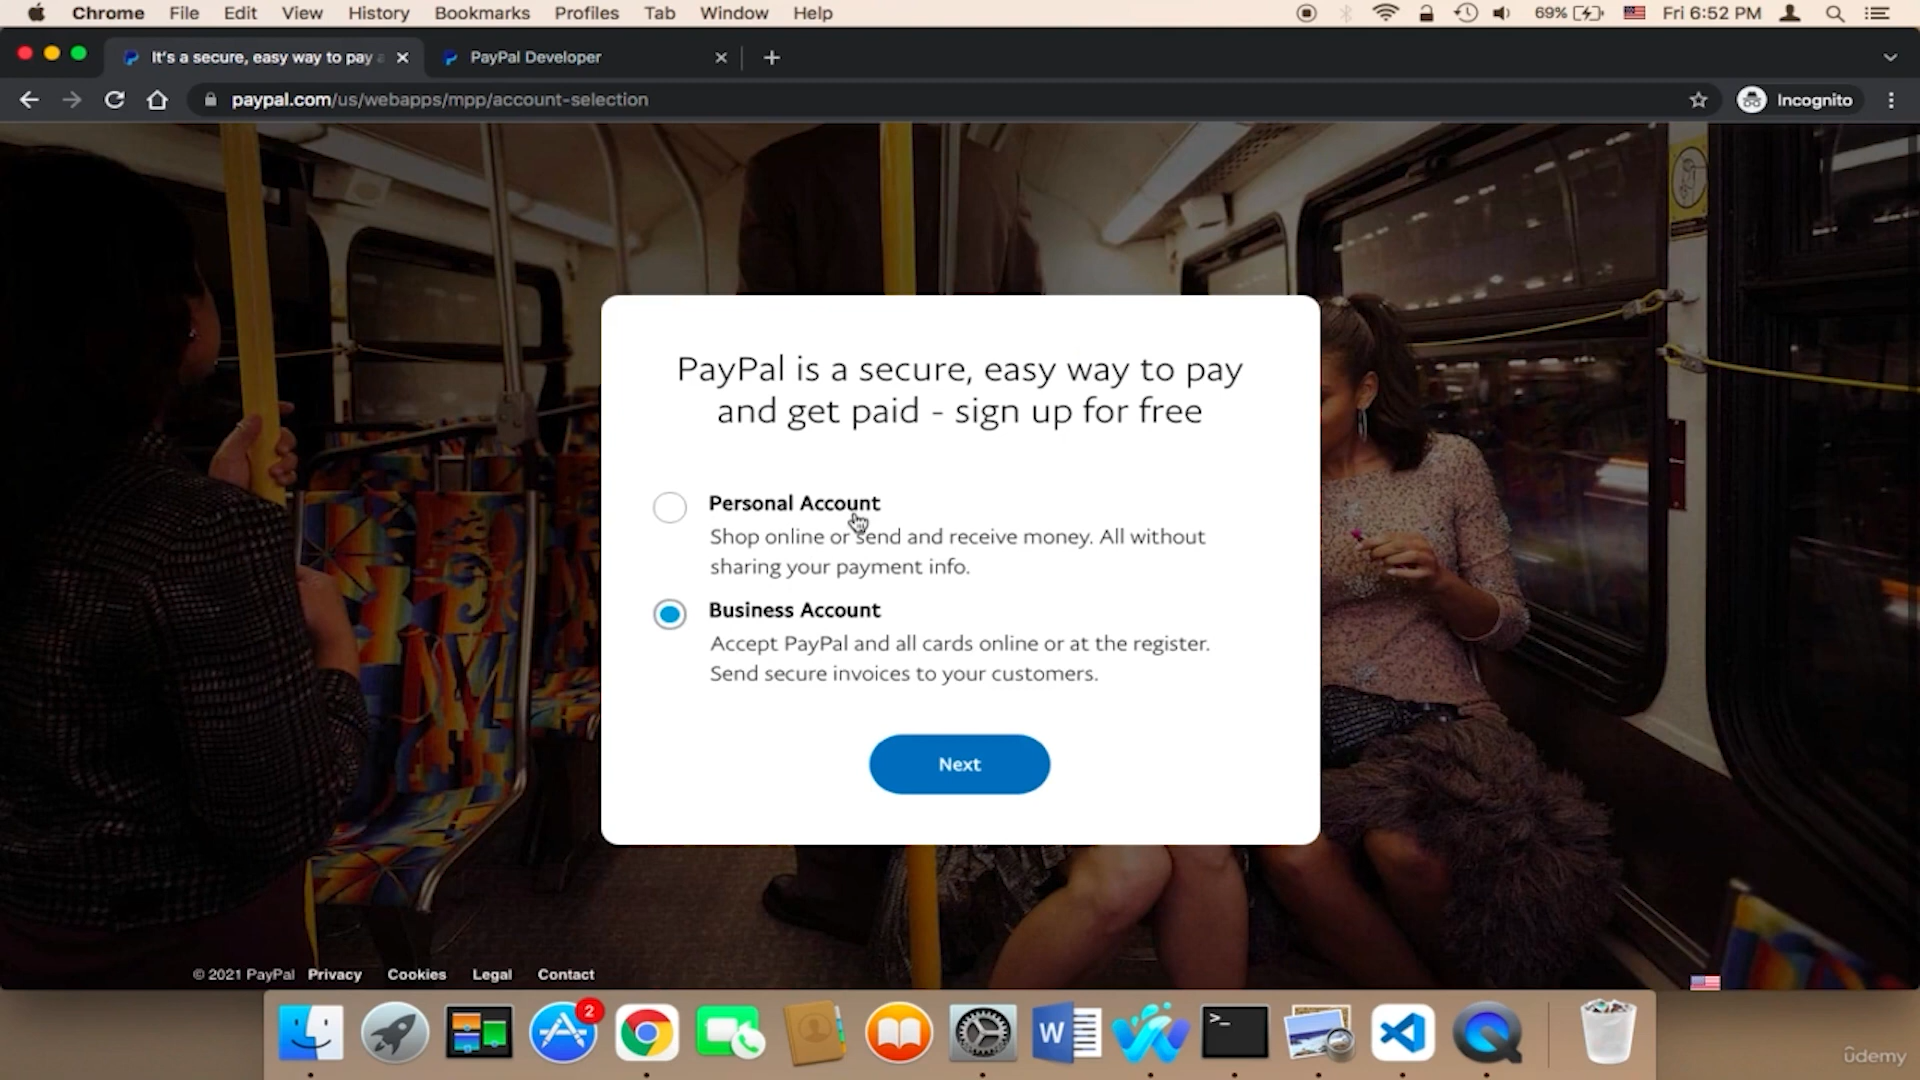 Chrome File Edit View History Bookmarks Profiles Tab Window Help
69% Fri 6:52 PM
It's a secure, easy way to pay
PayPal Developer
paypal.com/us/webapps/mpp/account-selection
Incognito
PayPal is a secure, easy way to pay
and get paid - sign up for free
Personal Account
Shop online or send and receive money. All without
sharing your payment info.
Business Account
Accept PayPal and all cards online or at the register.
Send secure invoices to your customers.
Next
© 2021 PayPal Privacy Cookies Legal Contact
2
W
>_
ûdemy